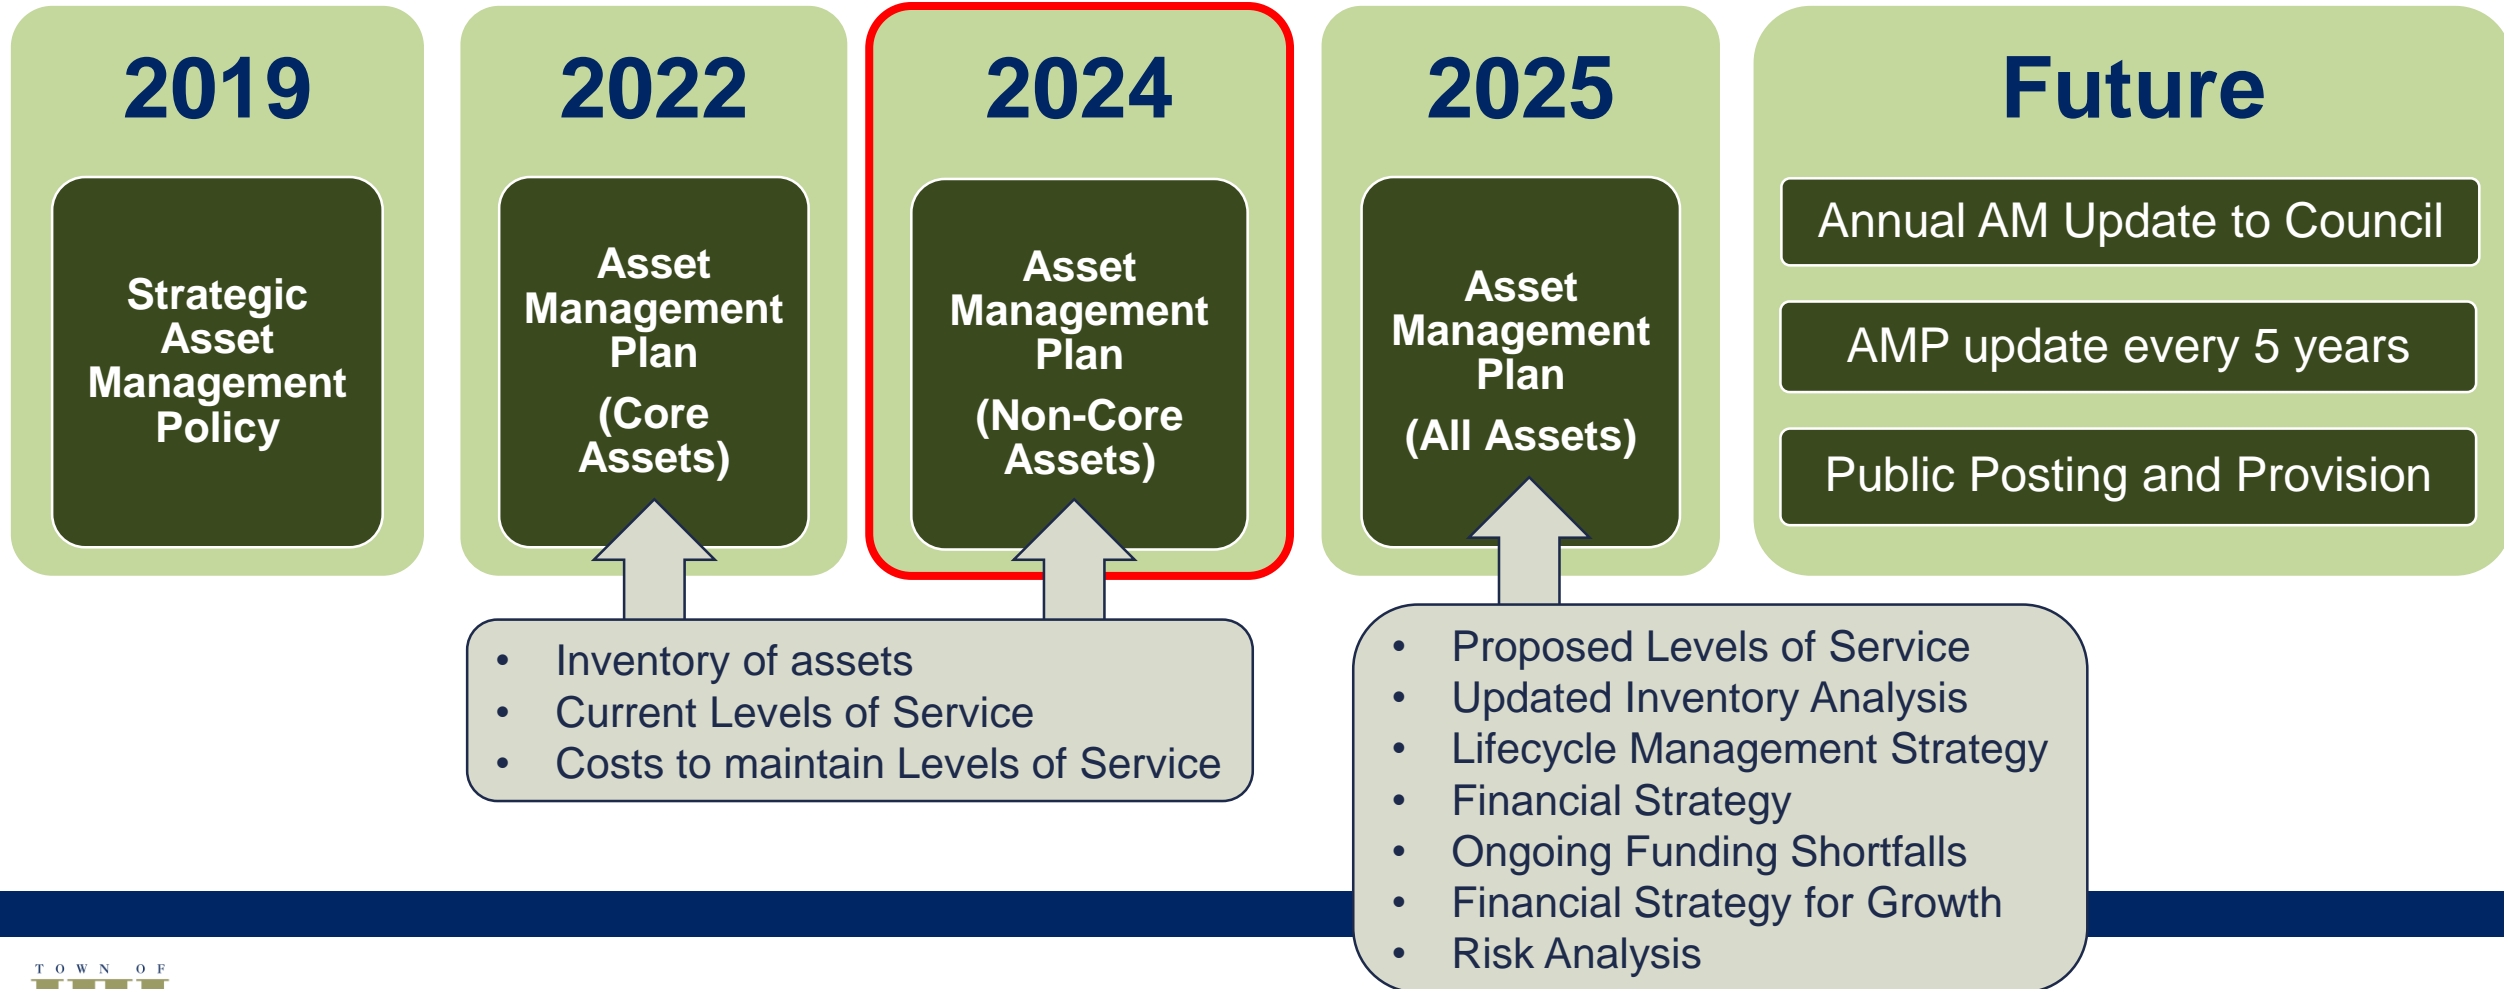 2019
Strategic
Asset
Management
Policy
2022
Asset
Management
Plan
(Core
Assets)
2024
Asset
Management
Plan
(Non-Core
Assets)
2025
Asset
Management
Plan
(All Assets)
Future
Annual AM Update to Council
AMP update every 5 years
Public Posting and Provision
• Inventory of assets
• Current Levels of Service
• Costs to maintain Levels of Service
• Proposed Levels of Service
• Updated Inventory Analysis
• Lifecycle Management Strategy
• Financial Strategy
• Ongoing Funding Shortfalls
• Financial Strategy for Growth
• Risk Analysis
TOWN OF